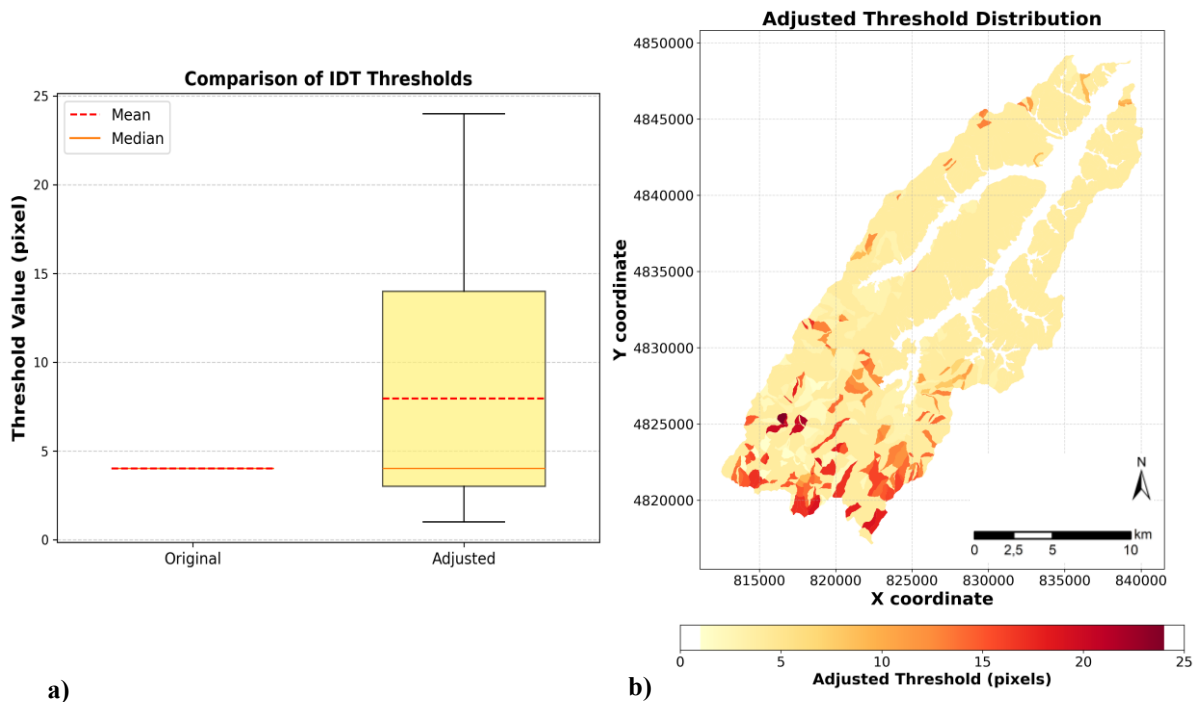 Comparison of IDT Thresholds
Threshold Value (pixel)
25
20
15
10
5
0
Mean
Median
Original
Adjusted
a)
Adjusted Threshold Distribution
Y coordinate
4850000
4845000
4840000
4835000
4830000
4825000
4820000
N
km
0 2,5 5 10
815000 820000 825000 830000 835000 840000
X coordinate
0 5 10 15 20 25
Adjusted Threshold (pixels)
b)